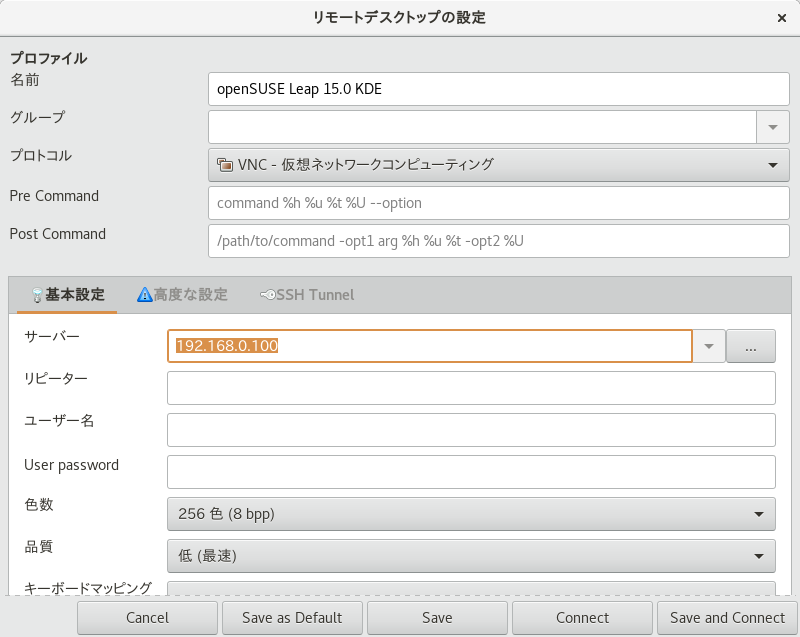 リモートデスクトップの設定
プロファイル
名前
openSUSE Leap 15.0 KDE
グループ
プロトコル
VNC - 仮想ネットワークコンピューティング
Pre Command
command %h %u %t %U --option
Post Command
/path/to/command -opt1 arg %h %u %t -opt2 %U
基本設定 高度な設定 SSH Tunnel
サーバー
192.168.0.100
...
リピーター
ユーザー名
User password
色数
256 色 (8 bpp)
品質
低 (最速)
キーボードマッピング
Cancel Save as Default Save Connect Save and Connect